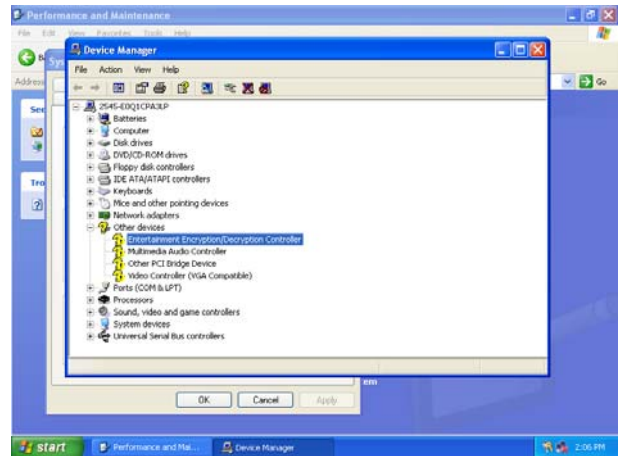 Performance and Maintenance
File Edit View Favorites Tools Help
Device Manager
File Action View Help
Address
Go
2545-E0Q1CPA3LP
Batteries
Computer
Disk drives
DVD/CD-ROM drives
Floppy disk controllers
IDE ATA/ATAPI controllers
Keyboards
Mice and other pointing devices
Network adapters
Other devices
Entertainment Encryption/Decryption Controller
Multimedia Audio Controller
Other PCI Bridge Device
Video Controller (VGA Compatible)
Ports (COM & LPT)
Processors
Sound, video and game controllers
System devices
Universal Serial Bus controllers
See
Tro
em
OK Cancel Apply
start Performance and Mai... Device Manager 2:06 PM